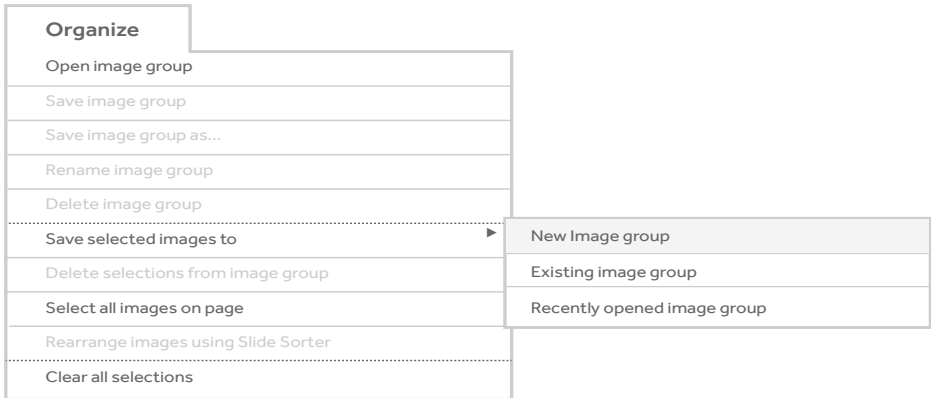 Organize
Open image group
Save image group
Save image group as...
Rename image group
Delete image group
Save selected images to
New Image group
Delete selections from image group
Existing image group
Select all images on page
Recently opened image group
Rearrange images using Slide Sorter
Clear all selections